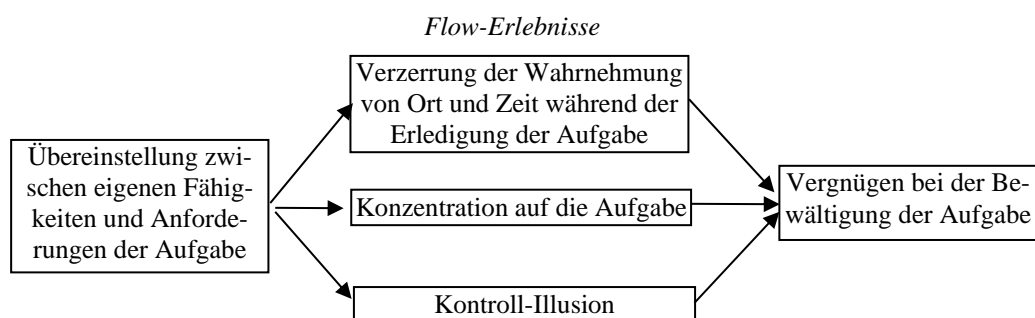 Flow-Erlebnisse
Verzerrung der Wahrnehmung
von Ort und Zeit während der
Erledigung der Aufgabe
Übereinstellung zwi-
schen eigenen Fähig-
keiten und Anforde-
rungen der Aufgabe
Konzentration auf die Aufgabe
Kontroll-Illusion
Vergnügen bei der Be-
wältigung der Aufgabe